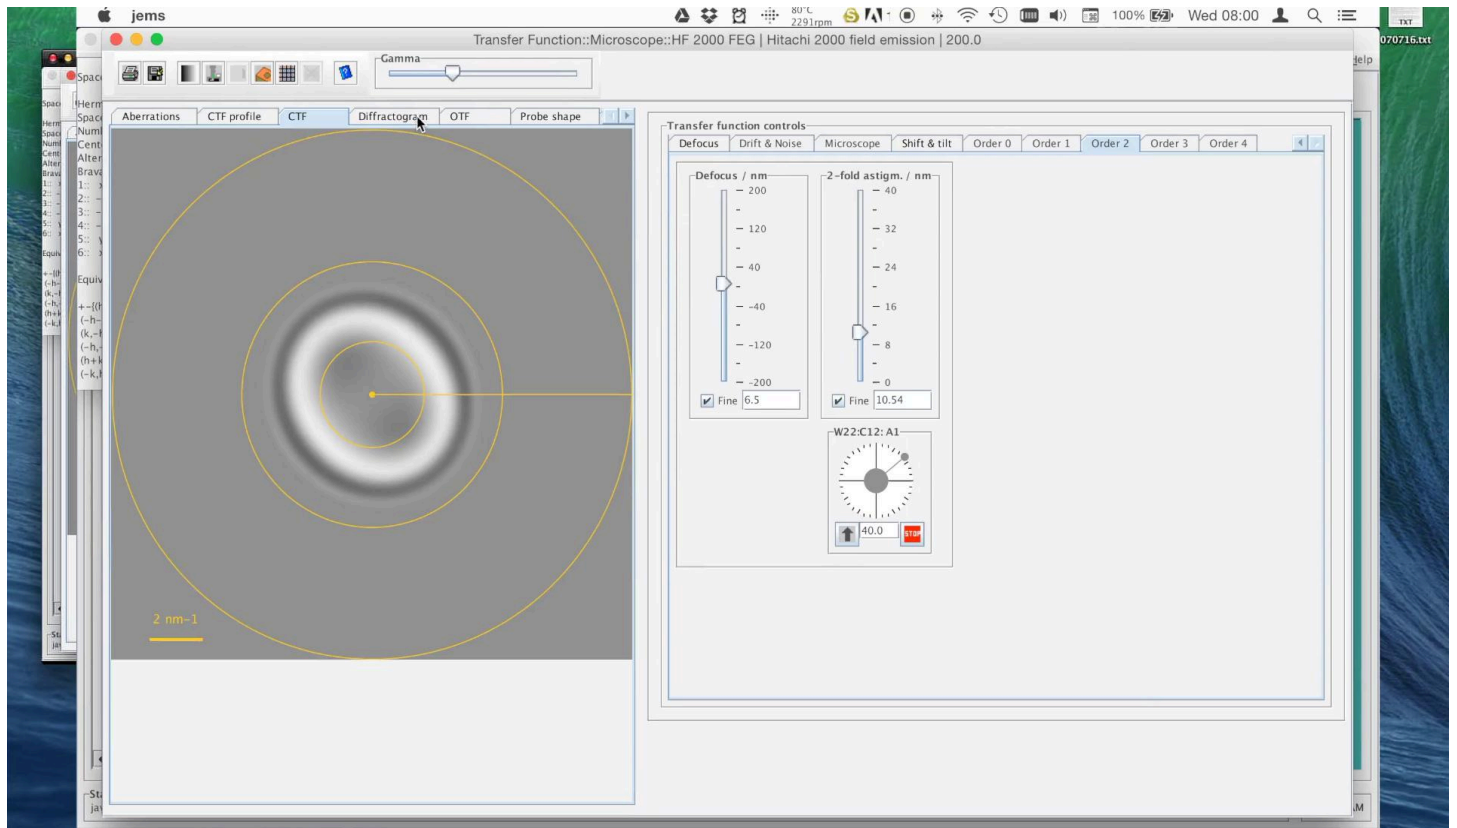 jems
80°C
2291rpm
100%
Wed 08:00
TXT
070716.txt
Transfer Function::Microscope::HF 2000 FEG | Hitachi 2000 field emission | 200.0
Help
Gamma
Aberrations
CTF profile
CTF
Diffractogram
OTF
Probe shape
2 nm-1
Transfer function controls
Defocus
Drift & Noise
Microscope
Shift & tilt
Order 0
Order 1
Order 2
Order 3
Order 4
Defocus / nm
200
120
40
-40
-120
-200
Fine 6.5
2-fold astigm. / nm
40
32
24
16
8
0
Fine 10.54
W22:C12: A1
40.0
STOP